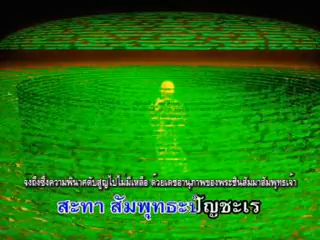 จงถึงซึ่งความพินาศดับสูญไปไม่มีเหลือ ด้วยเดชอานุภาพของพระชินสัมมาสัมพุทธเจ้า
สะทา สัมพุทธะปัญชะเร